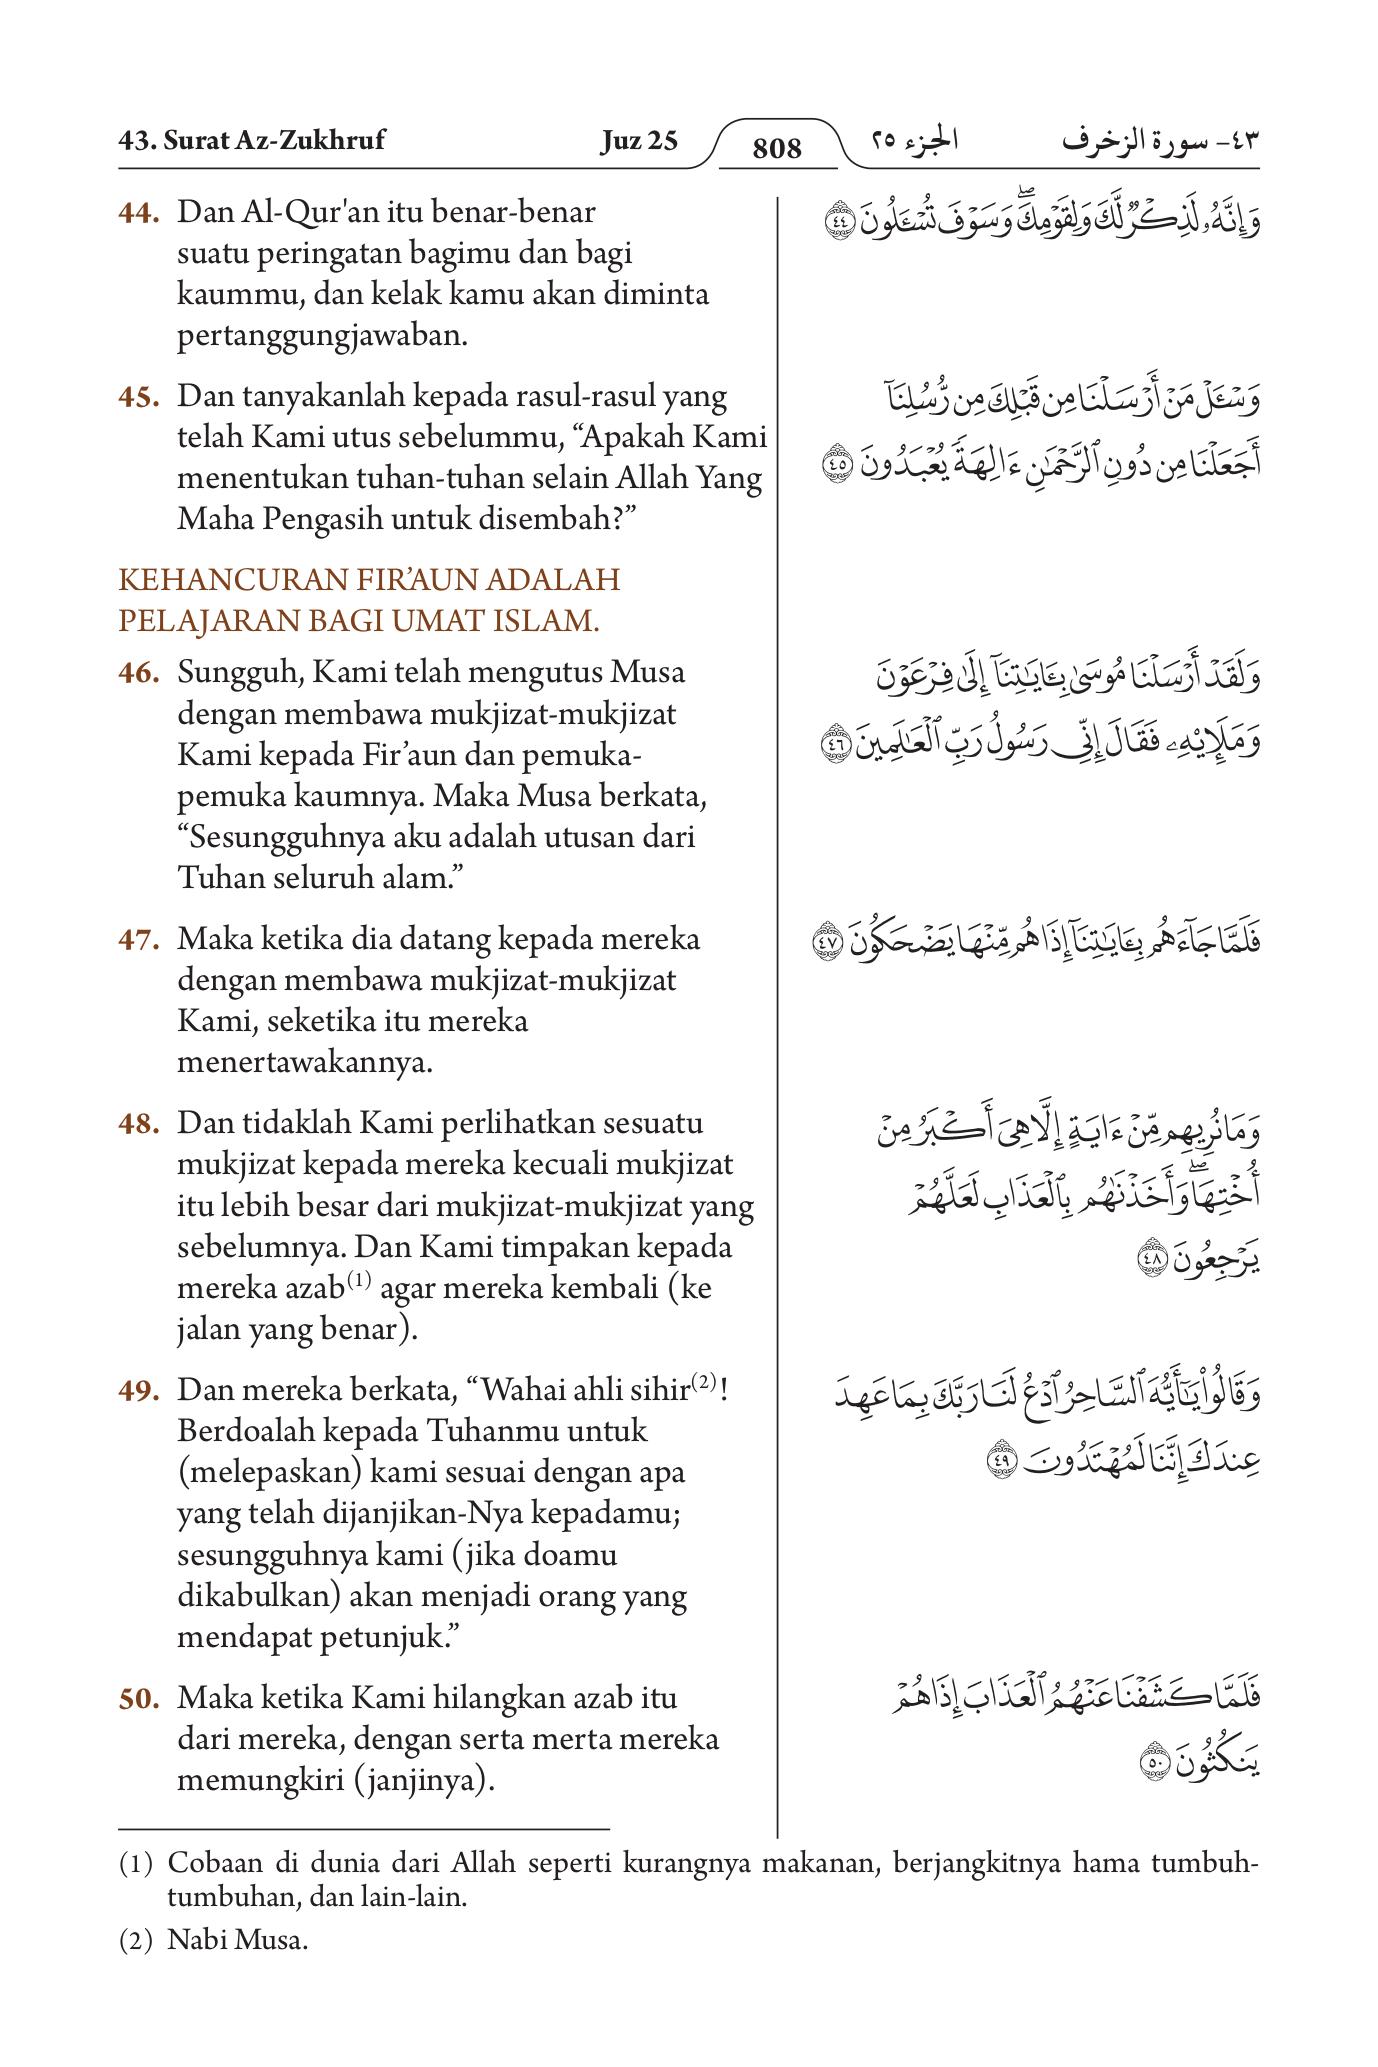 43. Surat Az-Zukhruf Juz 25 808 الجزء ٢٥ ٤٣- سورة الزخرف
44. Dan Al-Qur'an itu benar-benar
suatu peringatan bagimu dan bagi
kaummu, dan kelak kamu akan diminta
pertanggungjawaban.
45. Dan tanyakanlah kepada rasul-rasul yang
telah Kami utus sebelummu, “Apakah Kami
menentukan tuhan-tuhan selain Allah Yang
Maha Pengasih untuk disembah?”
KEHANCURAN FIR’AUN ADALAH
PELAJARAN BAGI UMAT ISLAM.
46. Sungguh, Kami telah mengutus Musa
dengan membawa mukjizat-mukjizat
Kami kepada Fir’aun dan pemuka-
pemuka kaumnya. Maka Musa berkata,
“Sesungguhnya aku adalah utusan dari
Tuhan seluruh alam.”
47. Maka ketika dia datang kepada mereka
dengan membawa mukjizat-mukjizat
Kami, seketika itu mereka
menertawakannya.
48. Dan tidaklah Kami perlihatkan sesuatu
mukjizat kepada mereka kecuali mukjizat
itu lebih besar dari mukjizat-mukjizat yang
sebelumnya. Dan Kami timpakan kepada
mereka azab(1) agar mereka kembali (ke
jalan yang benar).
49. Dan mereka berkata, “Wahai ahli sihir(2)!
Berdoalah kepada Tuhanmu untuk
(melepaskan) kami sesuai dengan apa
yang telah dijanjikan-Nya kepadamu;
sesungguhnya kami (jika doamu
dikabulkan) akan menjadi orang yang
mendapat petunjuk.”
50. Maka ketika Kami hilangkan azab itu
dari mereka, dengan serta merta mereka
memungkiri (janjinya).
وَإِنَّهُۥ لَذِكْرٌ لَّكَ وَلِقَوْمِكَ ۖ وَسَوْفَ تُسْـَٔلُونَ ٤٤
وَسْـَٔلْ مَنْ أَرْسَلْنَا مِن قَبْلِكَ مِن رُّسُلِنَآ
أَجَعَلْنَا مِن دُونِ ٱلرَّحْمَٰنِ ءَالِهَةً يُعْبَدُونَ ٤٥
وَلَقَدْ أَرْسَلْنَا مُوسَىٰ بِـَٔايَٰتِنَآ إِلَىٰ فِرْعَوْنَ
وَمَلَإِيْهِۦ فَقَالَ إِنِّى رَسُولُ رَبِّ ٱلْعَٰلَمِينَ ٤٦
فَلَمَّا جَآءَهُم بِـَٔايَٰتِنَآ إِذَا هُم مِّنْهَا يَضْحَكُونَ ٤٧
وَمَا نُرِيهِم مِّنْ ءَايَةٍ إِلَّا هِىَ أَكْبَرُ مِنْ
أُخْتِهَا ۖ وَأَخَذْنَٰهُم بِٱلْعَذَابِ لَعَلَّهُمْ
يَرْجِعُونَ ٤٨
وَقَالُوا۟ يَٰٓأَيُّهَ ٱلسَّاحِرُ ٱدْعُ لَنَا رَبَّكَ بِمَا عَهِدَ
عِندَكَ إِنَّنَا لَمُهْتَدُونَ ٤٩
فَلَمَّا كَشَفْنَا عَنْهُمُ ٱلْعَذَابَ إِذَا هُمْ
يَنكُثُونَ ٥٠
(1) Cobaan di dunia dari Allah seperti kurangnya makanan, berjangkitnya hama tumbuh-
tumbuhan, dan lain-lain.
(2) Nabi Musa.